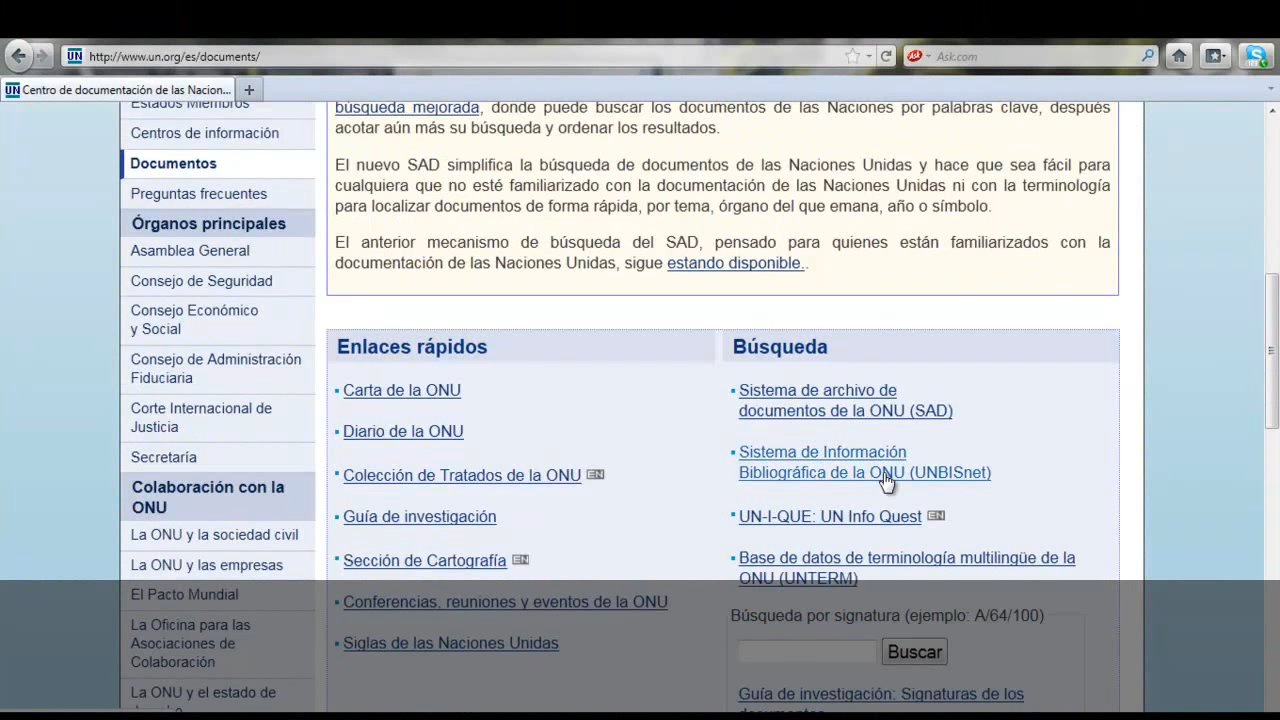 UN http://www.un.org/es/documents/
Ask Ask.com
UN Centro de documentación de las Nacion...
Estados Miembros
Centros de información
Documentos
Preguntas frecuentes
Órganos principales
Asamblea General
Consejo de Seguridad
Consejo Económico
y Social
Consejo de Administración
Fiduciaria
Corte Internacional de
Justicia
Secretaría
Colaboración con la
ONU
La ONU y la sociedad civil
La ONU y las empresas
El Pacto Mundial
La Oficina para las
Asociaciones de
Colaboración
La ONU y el estado de
búsqueda mejorada, donde puede buscar los documentos de las Naciones por palabras clave, después
acotar aún más su búsqueda y ordenar los resultados.
El nuevo SAD simplifica la búsqueda de documentos de las Naciones Unidas y hace que sea fácil para
cualquiera que no esté familiarizado con la documentación de las Naciones Unidas ni con la terminología
para localizar documentos de forma rápida, por tema, órgano del que emana, año o símbolo.
El anterior mecanismo de búsqueda del SAD, pensado para quienes están familiarizados con la
documentación de las Naciones Unidas, sigue estando disponible..
Enlaces rápidos
Carta de la ONU
Diario de la ONU
Colección de Tratados de la ONU EN
Guía de investigación
Sección de Cartografía EN
Conferencias, reuniones y eventos de la ONU
Siglas de las Naciones Unidas
Búsqueda
Sistema de archivo de
documentos de la ONU (SAD)
Sistema de Información
Bibliográfica de la ONU (UNBISnet)
UN-I-QUE: UN Info Quest EN
Base de datos de terminología multilingüe de la
ONU (UNTERM)
Búsqueda por signatura (ejemplo: A/64/100)
Buscar
Guía de investigación: Signaturas de los